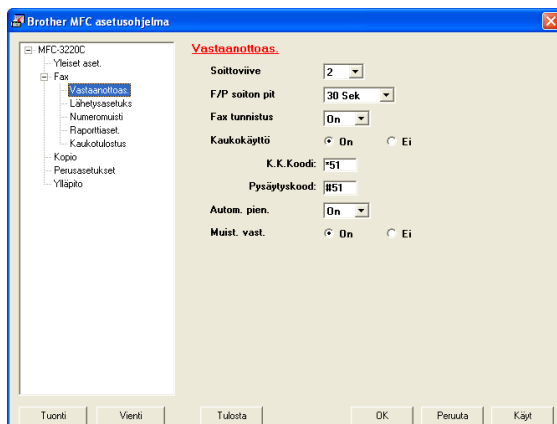 Brother MFC asetusohjelma
MFC-3220C
Yleiset aset.
Fax
Vastaanottoas.
Lähetysasetuks
Numeromuisti
Raporttiaset.
Kaukotulostus
Kopio
Perusasetukset
Ylläpito
Vastaanottoas.
Soittoviive 2
F/P soiton pit 30 Sek
Fax tunnistus On
Kaukokäyttö On Ei
K.K.Koodi: *51
Pysäytyskood: #51
Autom. pien. On
Muist. vast. On Ei
Tuonti Vienti Tulosta OK Peruuta Käyt